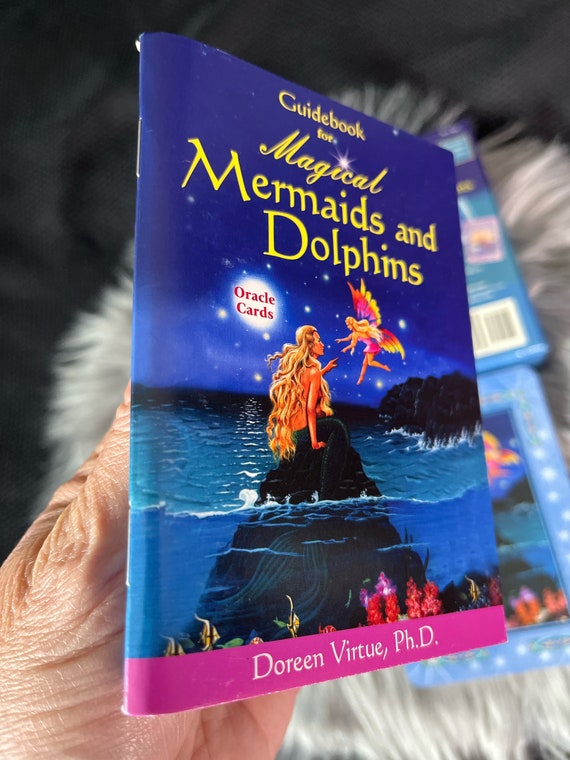 Guidebook
for
Magical
Mermaids and
Dolphins
Oracle
Cards
Doreen Virtue, Ph.D.